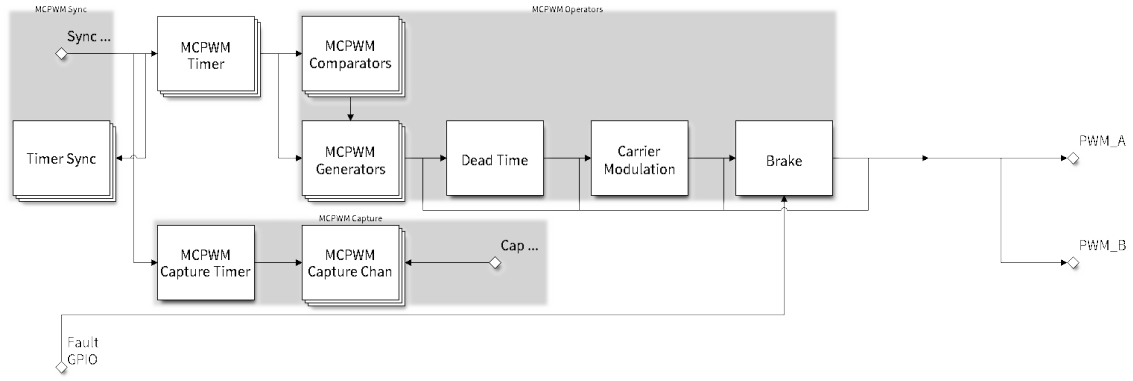 MCPWM Sync
MCPWM Operators
Sync ...
MCPWM
Timer
MCPWM
Comparators
Timer Sync
MCPWM
Generators
Dead Time
Carrier
Modulation
Brake
PWM_A
MCPWM Capture
MCPWM
Capture Timer
MCPWM
Capture Chan
Cap ...
PWM_B
Fault
GPIO